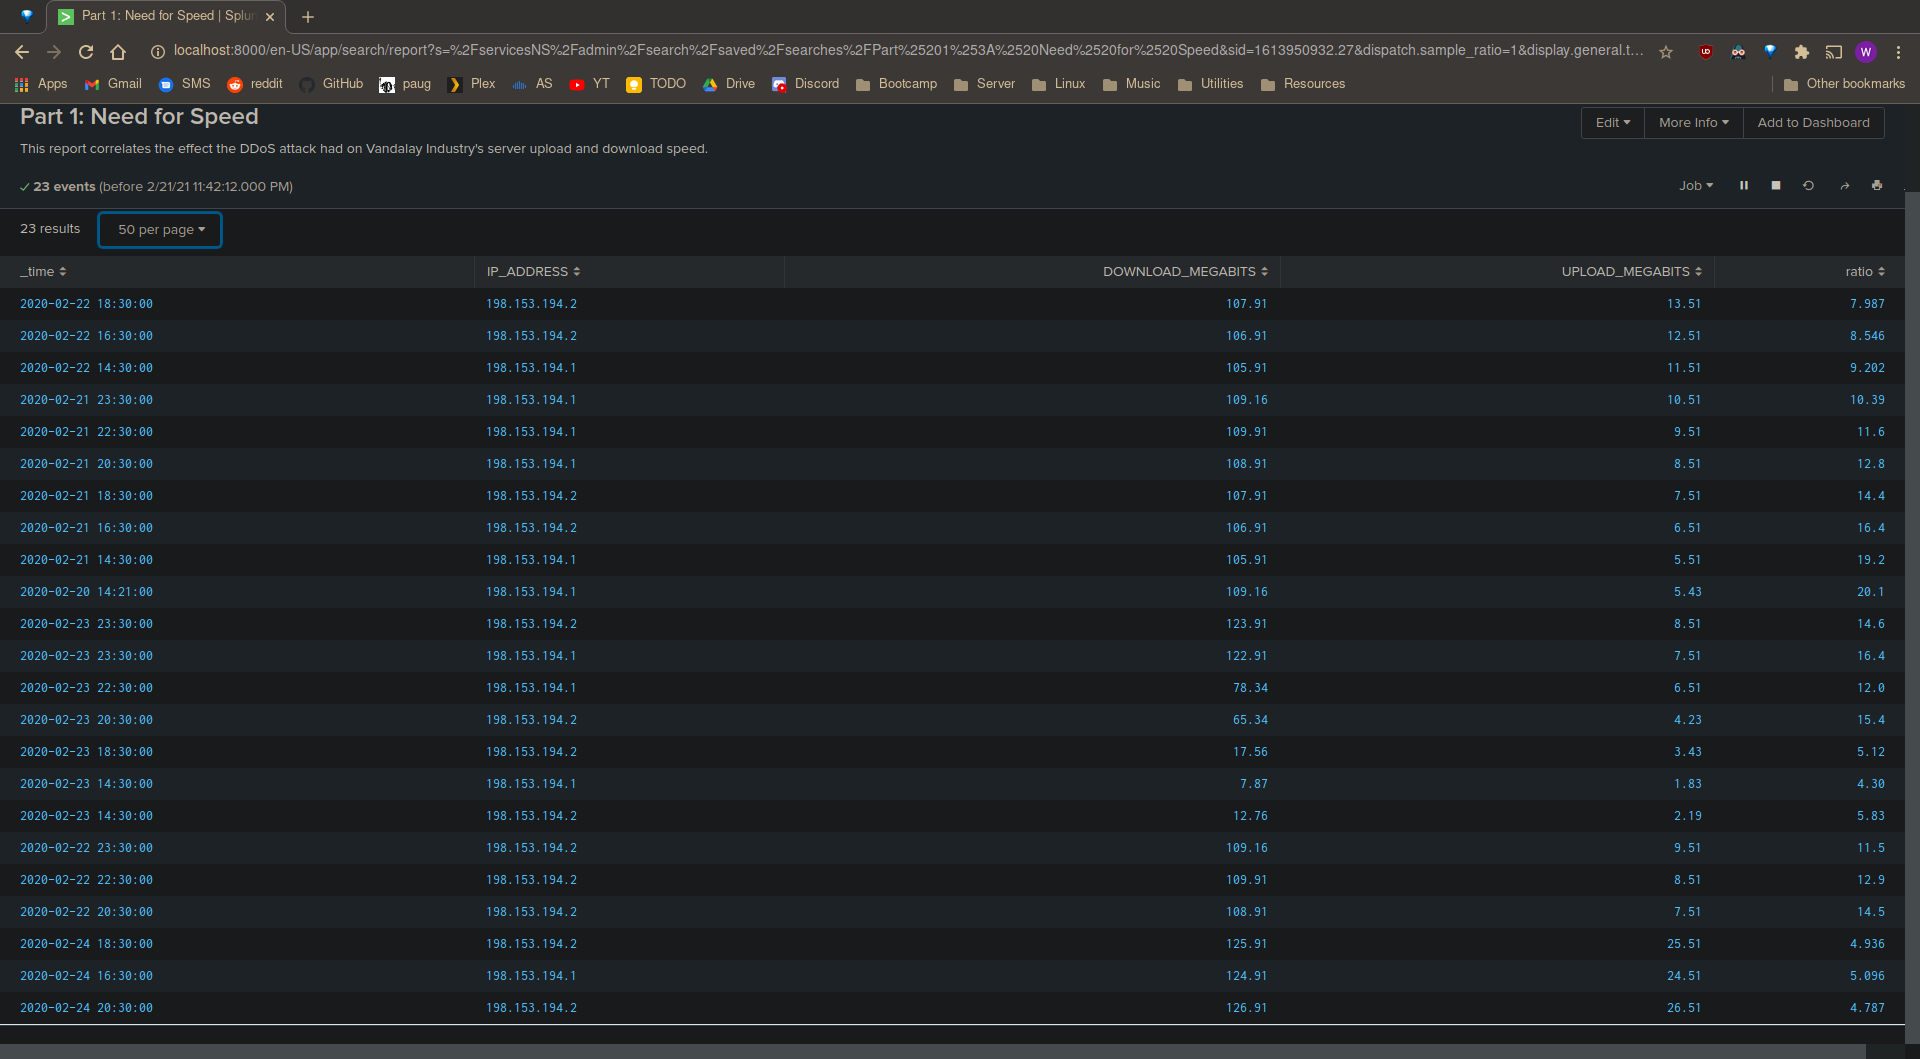 Part 1: Need for Speed | Splu
localhost:8000/en-US/app/search/report?s=%2FservicesNS%2Fadmin%2Fsearch%2Fsaved%2Fsearches%2FPart%25201%253A%2520Need%2520for%2520Speed&sid=1613950932.27&dispatch.sample_ratio=1&display.general.t…
Apps Gmail SMS reddit GitHub paug Plex AS YT TODO Drive Discord Bootcamp Server Linux Music Utilities Resources Other bookmarks
Part 1: Need for Speed
Edit More Info Add to Dashboard
This report correlates the effect the DDoS attack had on Vandalay Industry's server upload and download speed.
23 events (before 2/21/21 11:42:12.000 PM)
Job
23 results 50 per page
_time IP_ADDRESS DOWNLOAD_MEGABITS UPLOAD_MEGABITS ratio
2020-02-22 18:30:00 198.153.194.2 107.91 13.51 7.987
2020-02-22 16:30:00 198.153.194.2 106.91 12.51 8.546
2020-02-22 14:30:00 198.153.194.1 105.91 11.51 9.202
2020-02-21 23:30:00 198.153.194.1 109.16 10.51 10.39
2020-02-21 22:30:00 198.153.194.1 109.91 9.51 11.6
2020-02-21 20:30:00 198.153.194.1 108.91 8.51 12.8
2020-02-21 18:30:00 198.153.194.2 107.91 7.51 14.4
2020-02-21 16:30:00 198.153.194.2 106.91 6.51 16.4
2020-02-21 14:30:00 198.153.194.1 105.91 5.51 19.2
2020-02-20 14:21:00 198.153.194.1 109.16 5.43 20.1
2020-02-23 23:30:00 198.153.194.2 123.91 8.51 14.6
2020-02-23 23:30:00 198.153.194.1 122.91 7.51 16.4
2020-02-23 22:30:00 198.153.194.1 78.34 6.51 12.0
2020-02-23 20:30:00 198.153.194.2 65.34 4.23 15.4
2020-02-23 18:30:00 198.153.194.2 17.56 3.43 5.12
2020-02-23 14:30:00 198.153.194.1 7.87 1.83 4.30
2020-02-23 14:30:00 198.153.194.2 12.76 2.19 5.83
2020-02-22 23:30:00 198.153.194.2 109.16 9.51 11.5
2020-02-22 22:30:00 198.153.194.2 109.91 8.51 12.9
2020-02-22 20:30:00 198.153.194.2 108.91 7.51 14.5
2020-02-24 18:30:00 198.153.194.2 125.91 25.51 4.936
2020-02-24 16:30:00 198.153.194.1 124.91 24.51 5.096
2020-02-24 20:30:00 198.153.194.2 126.91 26.51 4.787